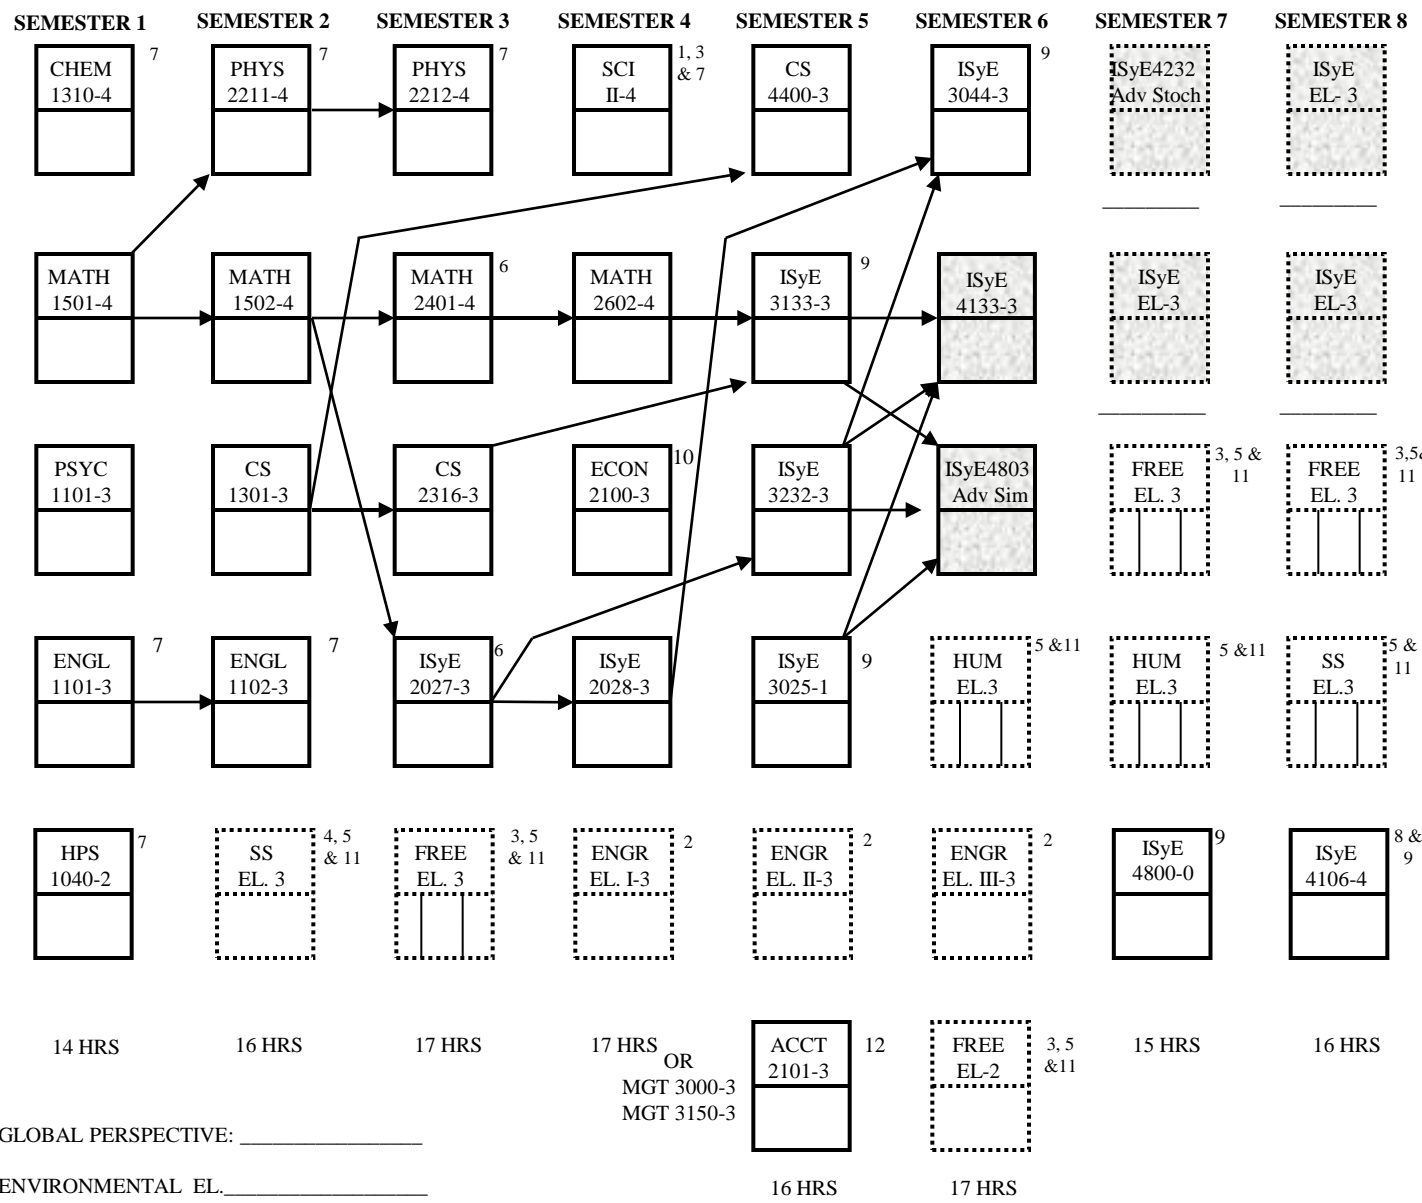 SEMESTER 1 SEMESTER 2 SEMESTER 3 SEMESTER 4 SEMESTER 5 SEMESTER 6 SEMESTER 7 SEMESTER 8
CHEM
1310-4
7
PHYS
2211-4
7
PHYS
2212-4
7
SCI
II-4
1, 3
& 7
CS
4400-3
ISyE
3044-3
9
ISyE4232
Adv Stoch
ISyE
EL- 3
MATH
1501-4
MATH
1502-4
MATH
2401-4
6
MATH
2602-4
ISyE
3133-3
9
ISyE
4133-3
ISyE
EL-3
ISyE
EL-3
PSYC
1101-3
CS
1301-3
CS
2316-3
ECON
2100-3
10
ISyE
3232-3
ISyE4803
Adv Sim
FREE
EL. 3
3, 5 &
11
FREE
EL. 3
3,5&
11
ENGL
1101-3
7
ENGL
1102-3
7
ISyE
2027-3
6
ISyE
2028-3
ISyE
3025-1
9
HUM
EL.3
5 &11
HUM
EL.3
5 &11
SS
EL.3
5 &
11
HPS
1040-2
7
SS
EL. 3
4, 5
& 11
FREE
EL. 3
3, 5
& 11
ENGR
EL. I-3
2
ENGR
EL. II-3
2
ENGR
EL. III-3
2
ISyE
4800-0
9
ISyE
4106-4
8 &
9
14 HRS
16 HRS
17 HRS
17 HRS
OR
MGT 3000-3
MGT 3150-3
ACCT
2101-3
12
FREE
EL-2
3, 5
&11
15 HRS
16 HRS
GLOBAL PERSPECTIVE: _________________
ENVIRONMENTAL EL.___________________
16 HRS
17 HRS